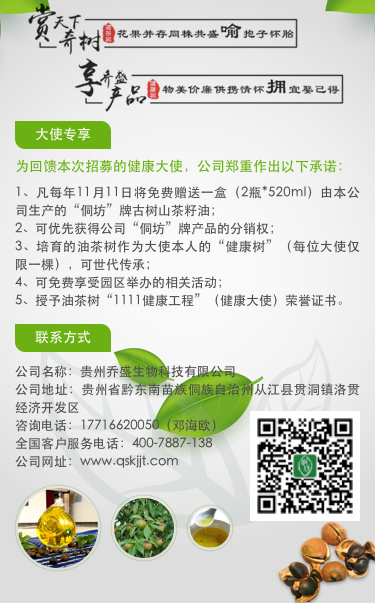 赏天下奇树 花果并存同株共盛喻抱子怀胎
享乔盛产品 物美价廉供携情怀拥宜娶己得
大使专享
为回馈本次招募的健康大使，公司郑重作出以下承诺：
1、凡每年11月11日将免费赠送一盒（2瓶*520ml）由本公
司生产的“侗坊”牌古树山茶籽油；
2、可优先获得公司“侗坊”牌产品的分销权；
3、培育的油茶树作为大使本人的“健康树”（每位大使仅
限一棵），可世代传承；
4、可免费享受园区举办的相关活动；
5、授予油茶树“1111健康工程”（健康大使）荣誉证书。
联系方式
公司名称：贵州乔盛生物科技有限公司
公司地址：贵州省黔东南苗族侗族自治州从江县贯洞镇洛贯
经济开发区
咨询电话：17716620050（邓海欧）
全国客户服务电话：400-7887-138
公司网址：www.qskjjt.com